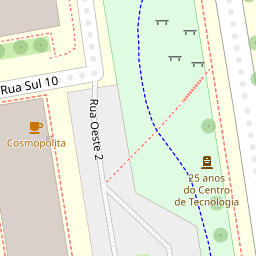 Rua Sul 10
Rua Oeste 2
Cosmopolita
25 anos
do Centro
de Tecnologia